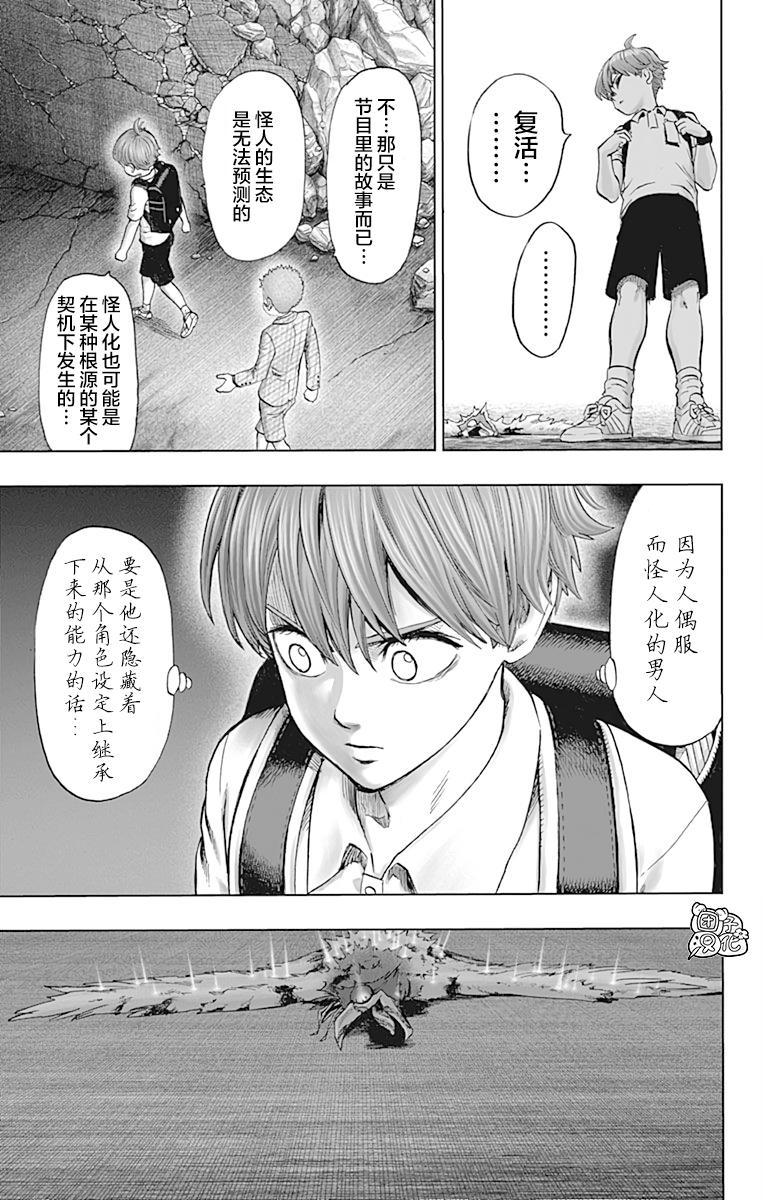 复活…
………
………
不…那只是
节目里的故事而已…
怪人的生态
是无法预测的
怪人化也可能是
在某种根源的某个
契机下发生的…
因为人偶服
而怪人化的男人
要是他还隐藏着
从那个角色设定上继承
下来的能力的话…
团子
汉化